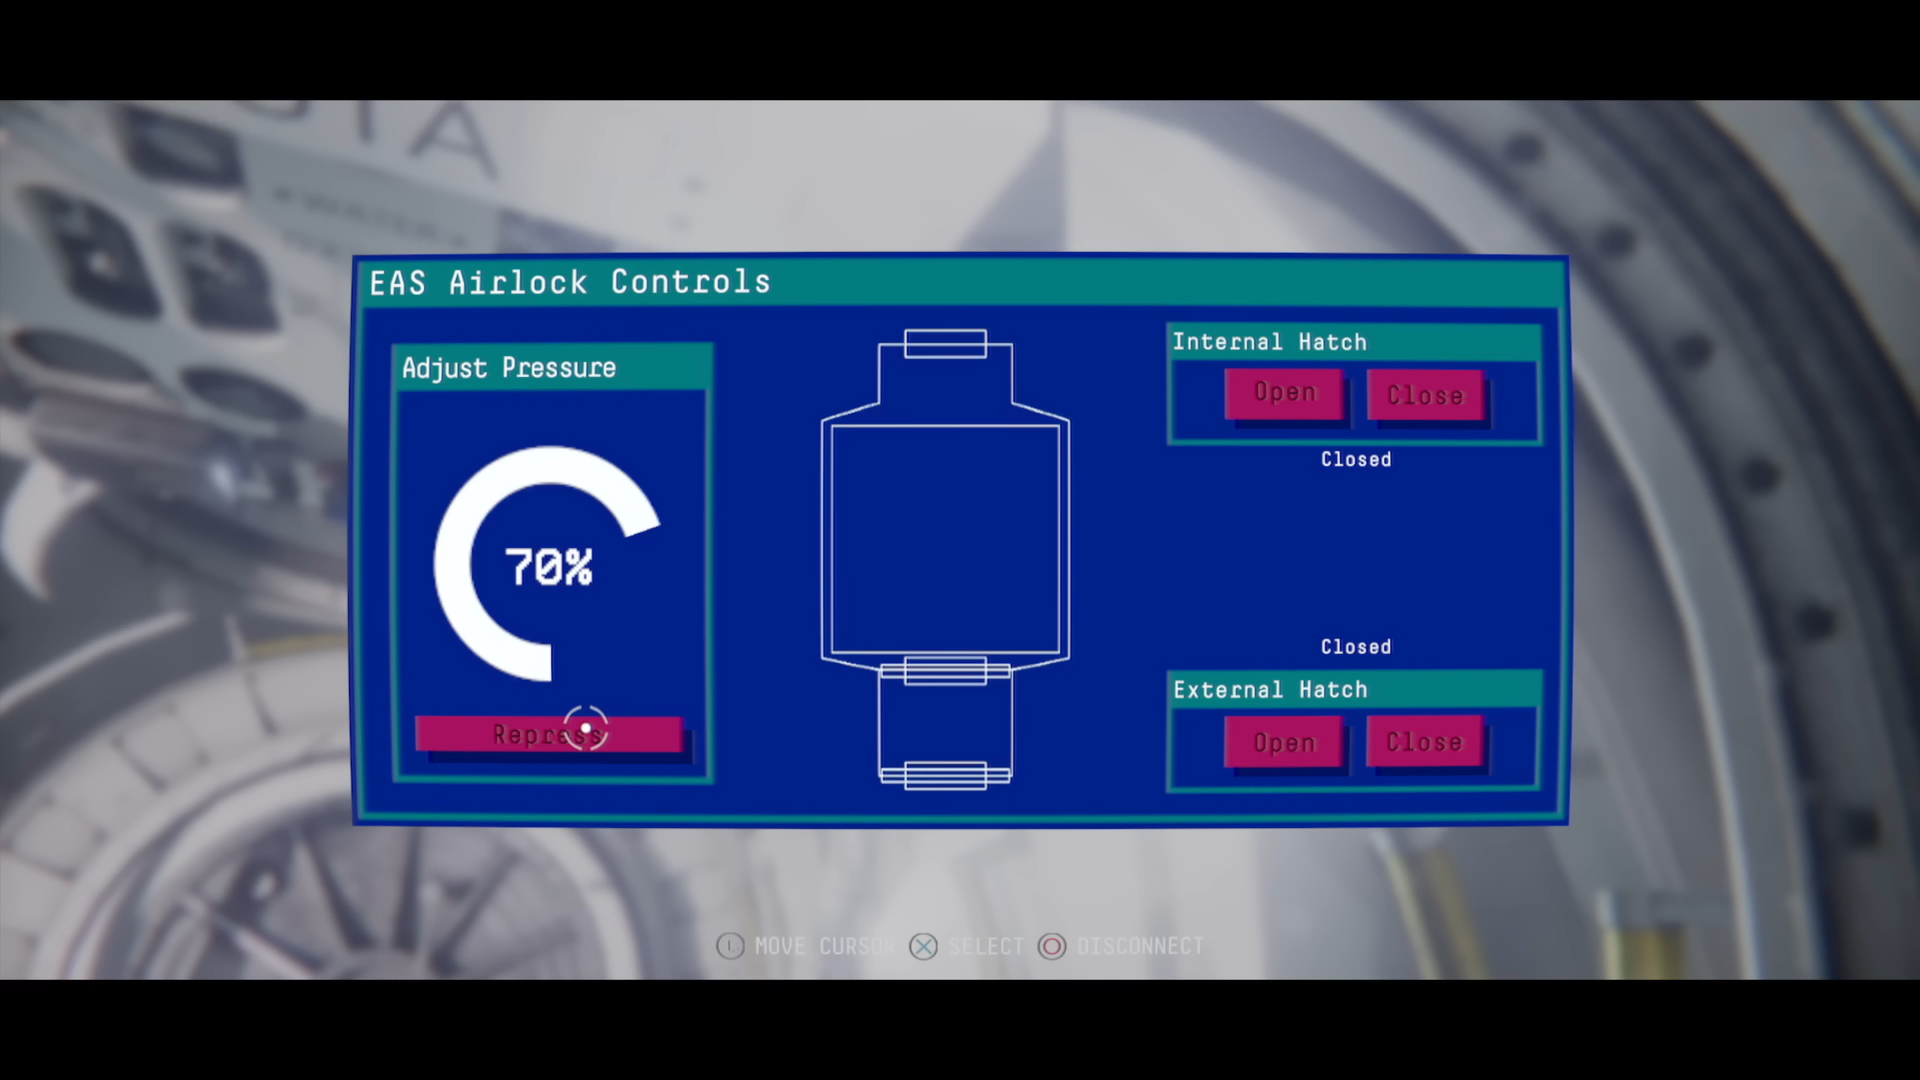 EAS Airlock Controls
Adjust Pressure
70%
Repress
Internal Hatch
Open Close
Closed
Closed
External Hatch
Open Close
MOVE CURSOR SELECT DISCONNECT